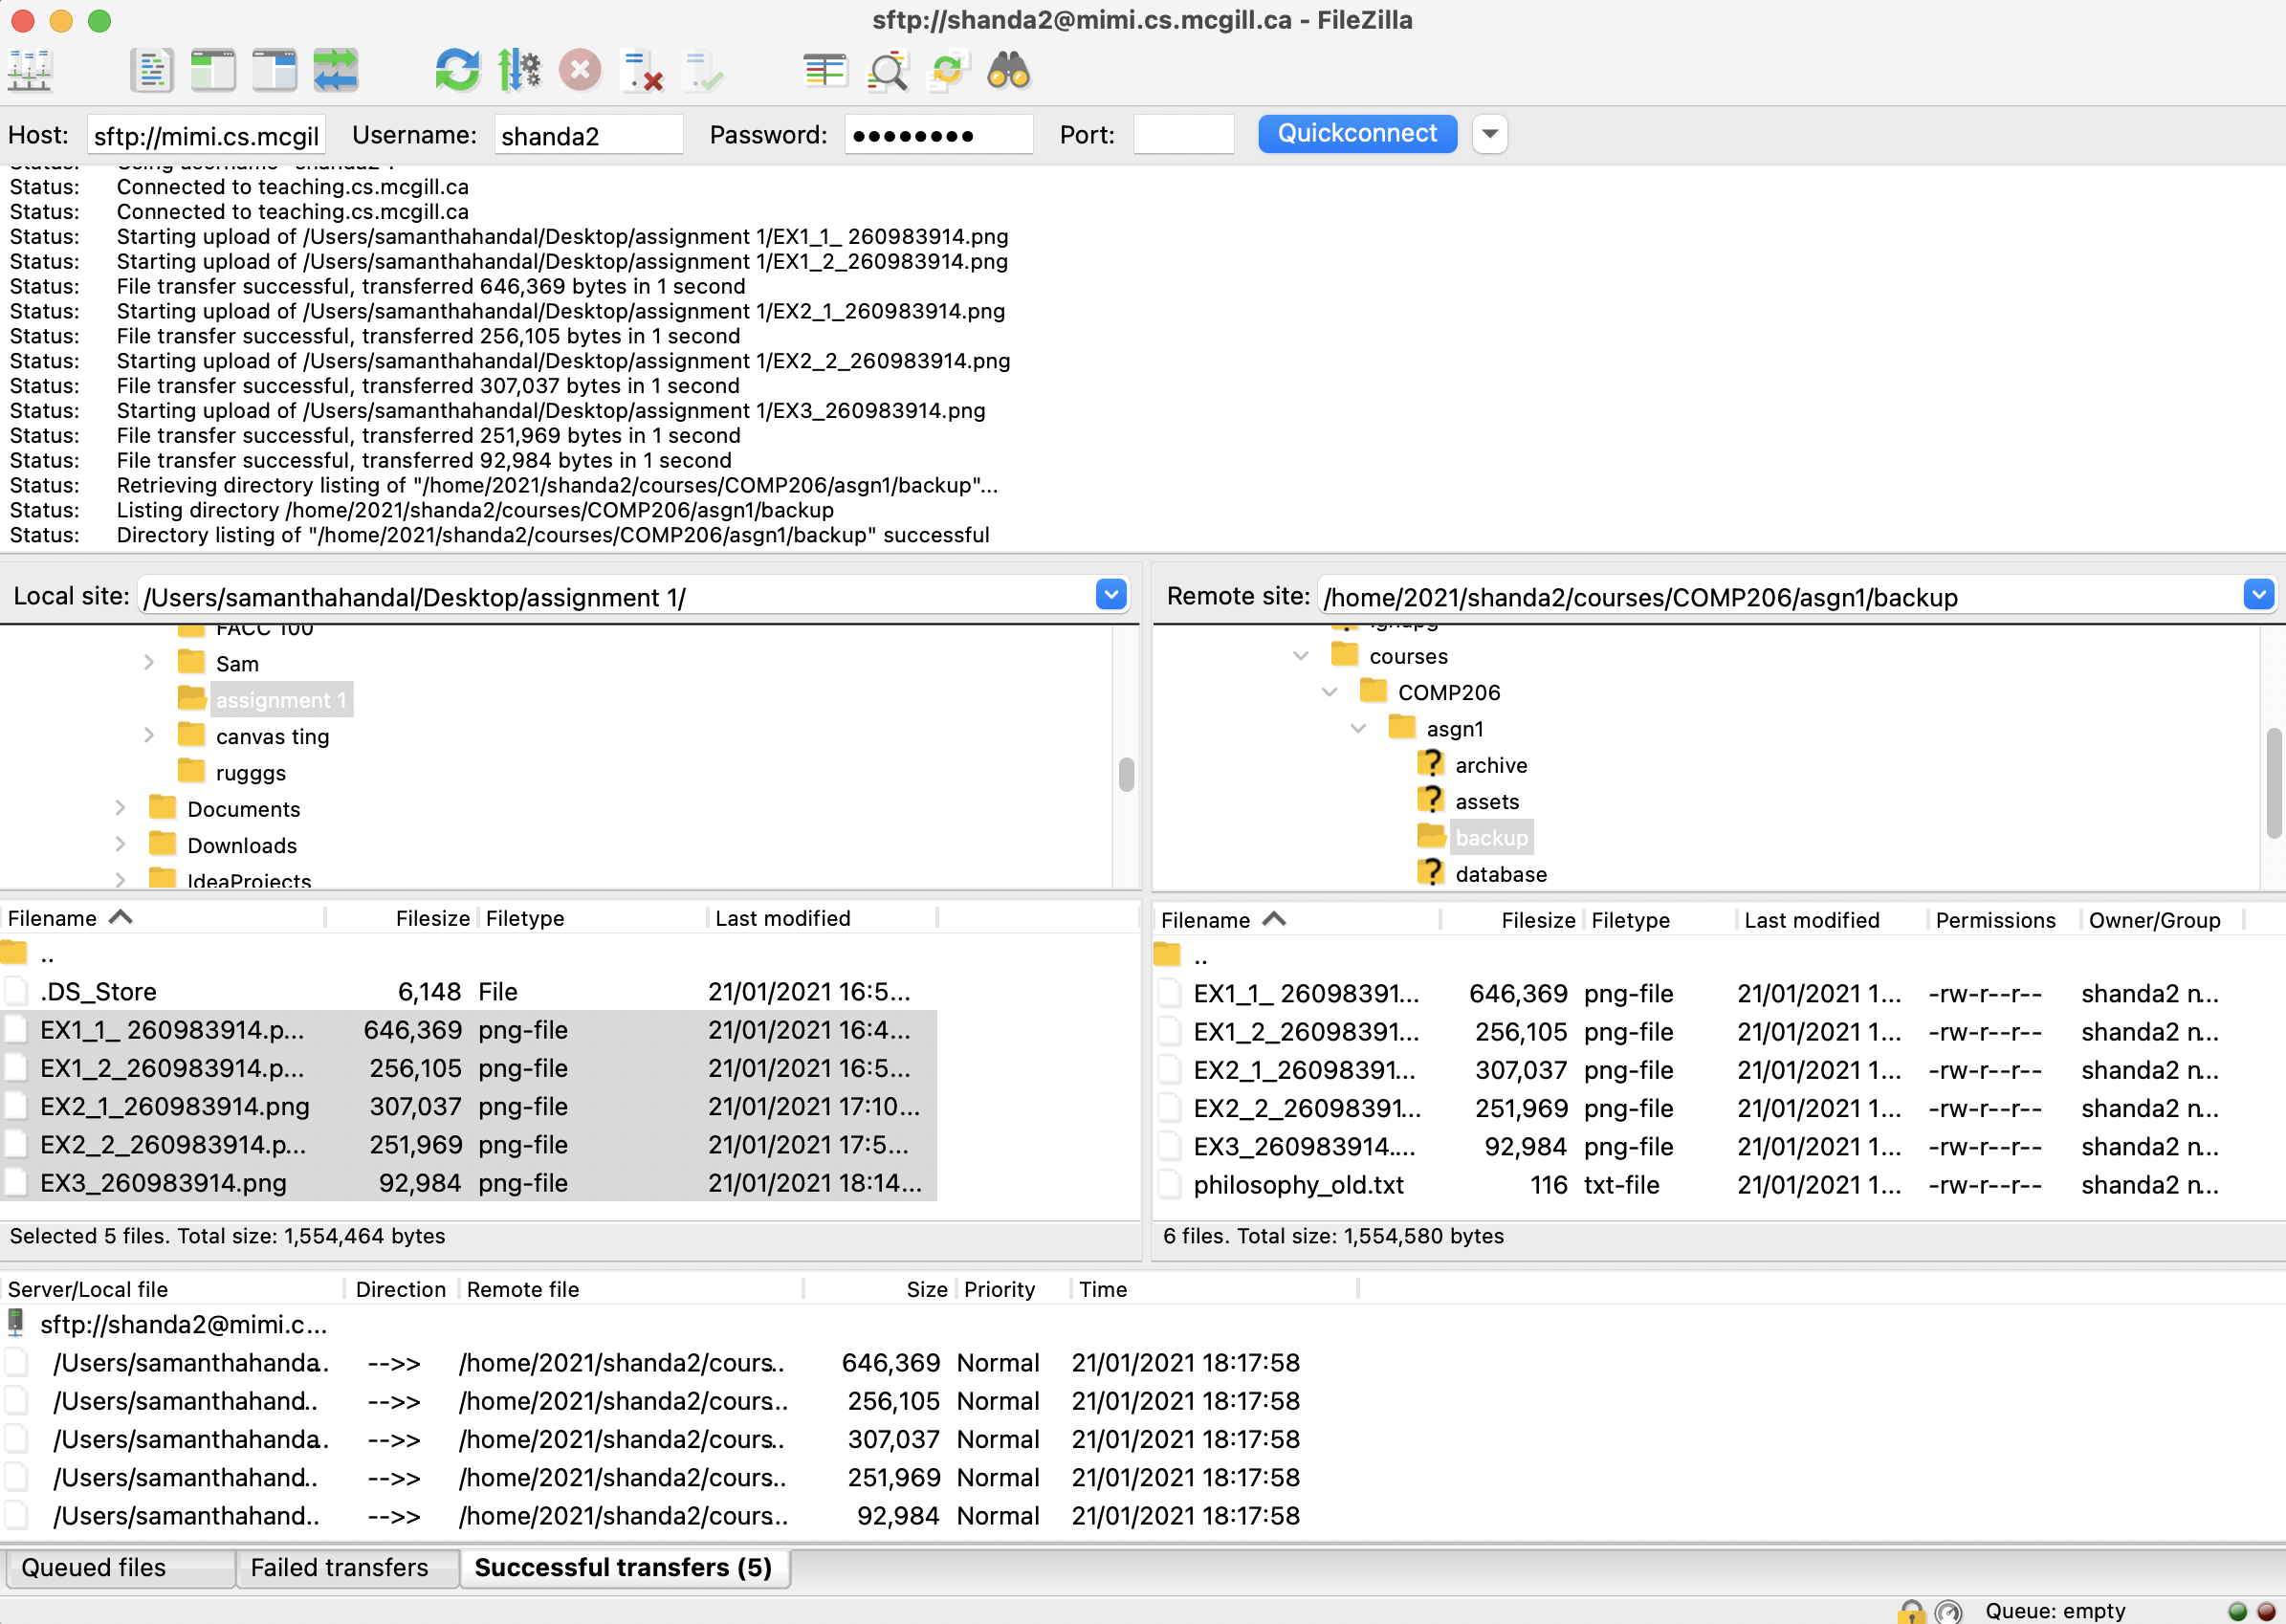 sftp://shanda2@mimi.cs.mcgill.ca - FileZilla
Host: sftp://mimi.cs.mcgil Username: shanda2 Password: ●●●●●●●● Port: Quickconnect
Status: Using username "shanda2".
Status: Connected to teaching.cs.mcgill.ca
Status: Connected to teaching.cs.mcgill.ca
Status: Starting upload of /Users/samanthahandal/Desktop/assignment 1/EX1_1_ 260983914.png
Status: Starting upload of /Users/samanthahandal/Desktop/assignment 1/EX1_2_260983914.png
Status: File transfer successful, transferred 646,369 bytes in 1 second
Status: Starting upload of /Users/samanthahandal/Desktop/assignment 1/EX2_1_260983914.png
Status: File transfer successful, transferred 256,105 bytes in 1 second
Status: Starting upload of /Users/samanthahandal/Desktop/assignment 1/EX2_2_260983914.png
Status: File transfer successful, transferred 307,037 bytes in 1 second
Status: Starting upload of /Users/samanthahandal/Desktop/assignment 1/EX3_260983914.png
Status: File transfer successful, transferred 251,969 bytes in 1 second
Status: File transfer successful, transferred 92,984 bytes in 1 second
Status: Retrieving directory listing of "/home/2021/shanda2/courses/COMP206/asgn1/backup"...
Status: Listing directory /home/2021/shanda2/courses/COMP206/asgn1/backup
Status: Directory listing of "/home/2021/shanda2/courses/COMP206/asgn1/backup" successful
Local site: /Users/samanthahandal/Desktop/assignment 1/
FACC 100
Sam
assignment 1
canvas ting
rugggs
Documents
Downloads
IdeaProjects
Filename Filesize Filetype Last modified
..
.DS_Store 6,148 File 21/01/2021 16:5...
EX1_1_ 260983914.p... 646,369 png-file 21/01/2021 16:4...
EX1_2_260983914.p... 256,105 png-file 21/01/2021 16:5...
EX2_1_260983914.png 307,037 png-file 21/01/2021 17:10...
EX2_2_260983914.p... 251,969 png-file 21/01/2021 17:5...
EX3_260983914.png 92,984 png-file 21/01/2021 18:14...
Selected 5 files. Total size: 1,554,464 bytes
Remote site: /home/2021/shanda2/courses/COMP206/asgn1/backup
.gnupg
courses
COMP206
asgn1
archive
assets
backup
database
Filename Filesize Filetype Last modified Permissions Owner/Group
..
EX1_1_ 26098391... 646,369 png-file 21/01/2021 1... -rw-r--r-- shanda2 n...
EX1_2_26098391... 256,105 png-file 21/01/2021 1... -rw-r--r-- shanda2 n...
EX2_1_26098391... 307,037 png-file 21/01/2021 1... -rw-r--r-- shanda2 n...
EX2_2_26098391... 251,969 png-file 21/01/2021 1... -rw-r--r-- shanda2 n...
EX3_260983914.... 92,984 png-file 21/01/2021 1... -rw-r--r-- shanda2 n...
philosophy_old.txt 116 txt-file 21/01/2021 1... -rw-r--r-- shanda2 n...
6 files. Total size: 1,554,580 bytes
Server/Local file Direction Remote file Size Priority Time
sftp://shanda2@mimi.c...
/Users/samanthahanda.. -->> /home/2021/shanda2/cours.. 646,369 Normal 21/01/2021 18:17:58
/Users/samanthahand.. -->> /home/2021/shanda2/cours... 256,105 Normal 21/01/2021 18:17:58
/Users/samanthahanda.. -->> /home/2021/shanda2/cours.. 307,037 Normal 21/01/2021 18:17:58
/Users/samanthahand.. -->> /home/2021/shanda2/cours.. 251,969 Normal 21/01/2021 18:17:58
/Users/samanthahand.. -->> /home/2021/shanda2/cours... 92,984 Normal 21/01/2021 18:17:58
Queued files Failed transfers Successful transfers (5)
Queue: empty